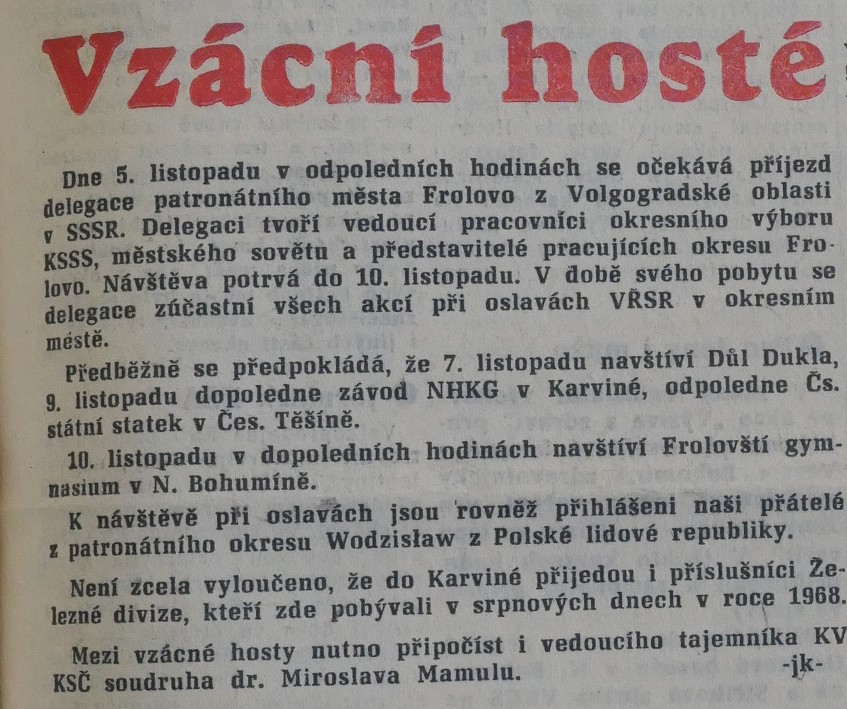 Vzácní hosté
Dne 5. listopadu v odpoledních hodinách se očekává příjezd
delegace patronátního města Frolovo z Volgogradské oblasti
v SSSR. Delegaci tvoří vedoucí pracovníci okresního výboru
KSSS, městského sovětu a představitelé pracujících okresu Fro-
lovo. Návštěva potrvá do 10. listopadu. V době svého pobytu se
delegace zúčastní všech akcí při oslavách VŘSR v okresním
městě.
Předběžně se předpokládá, že 7. listopadu navštíví Důl Dukla,
9. listopadu dopoledne závod NHKG v Karviné, odpoledne Čs.
státní statek v Čes. Těšíně.
10. listopadu v dopoledních hodinách navštíví Frolovští gym-
nasium v N. Bohumíně.
K návštěvě při oslavách jsou rovněž přihlášeni naši přátelé
z patronátního okresu Wodzisław z Polské lidové republiky.
Není zcela vyloučeno, že do Karviné přijedou i příslušníci Že-
lezné divize, kteří zde pobývali v srpnových dnech v roce 1968.
Mezi vzácné hosty nutno připočíst i vedoucího tajemníka KV
KSČ soudruha dr. Miroslava Mamulu. -jk-